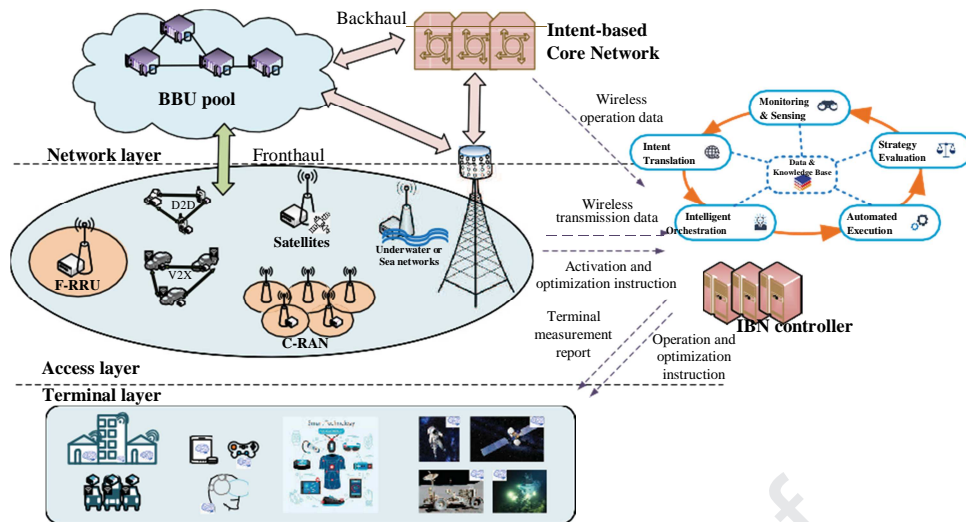 Backhaul
Intent-based
Core Network
BBU pool
Wireless
operation data
Monitoring
& Sensing
Intent
Translation
Strategy
Evaluation
Data &
Knowledge Base
Intelligent
Orchestration
Automated
Execution
Network layer
Fronthaul
D2D
Satellites
Underwater or
Sea networks
F-RRU
V2X
C-RAN
Wireless
transmission data
Activation and
optimization instruction
Terminal
measurement
report
Operation and
optimization
instruction
IBN controller
Access layer
Terminal layer